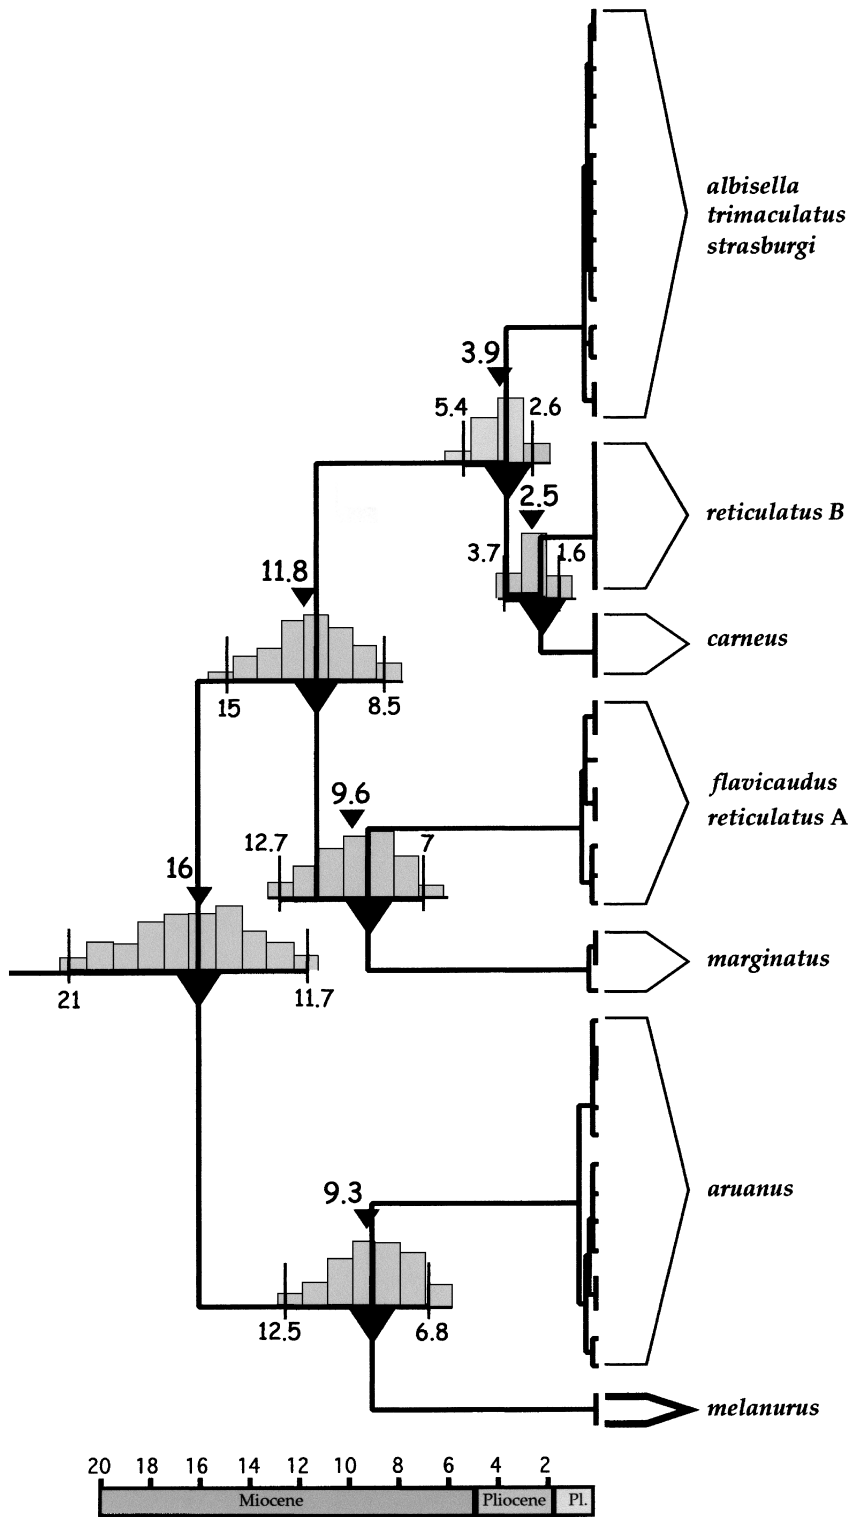 albisella
trimaculatus
strasburgi
3.9
5.4
2.6
2.5
reticulatus B
3.7
1.6
11.8
carneus
15
8.5
flavicaudus
reticulatus A
9.6
12.7
7
16
marginatus
21
11.7
9.3
aruanus
12.5
6.8
melanurus
20 18 16 14 12 10 8 6 4 2
Miocene Pliocene Pl.